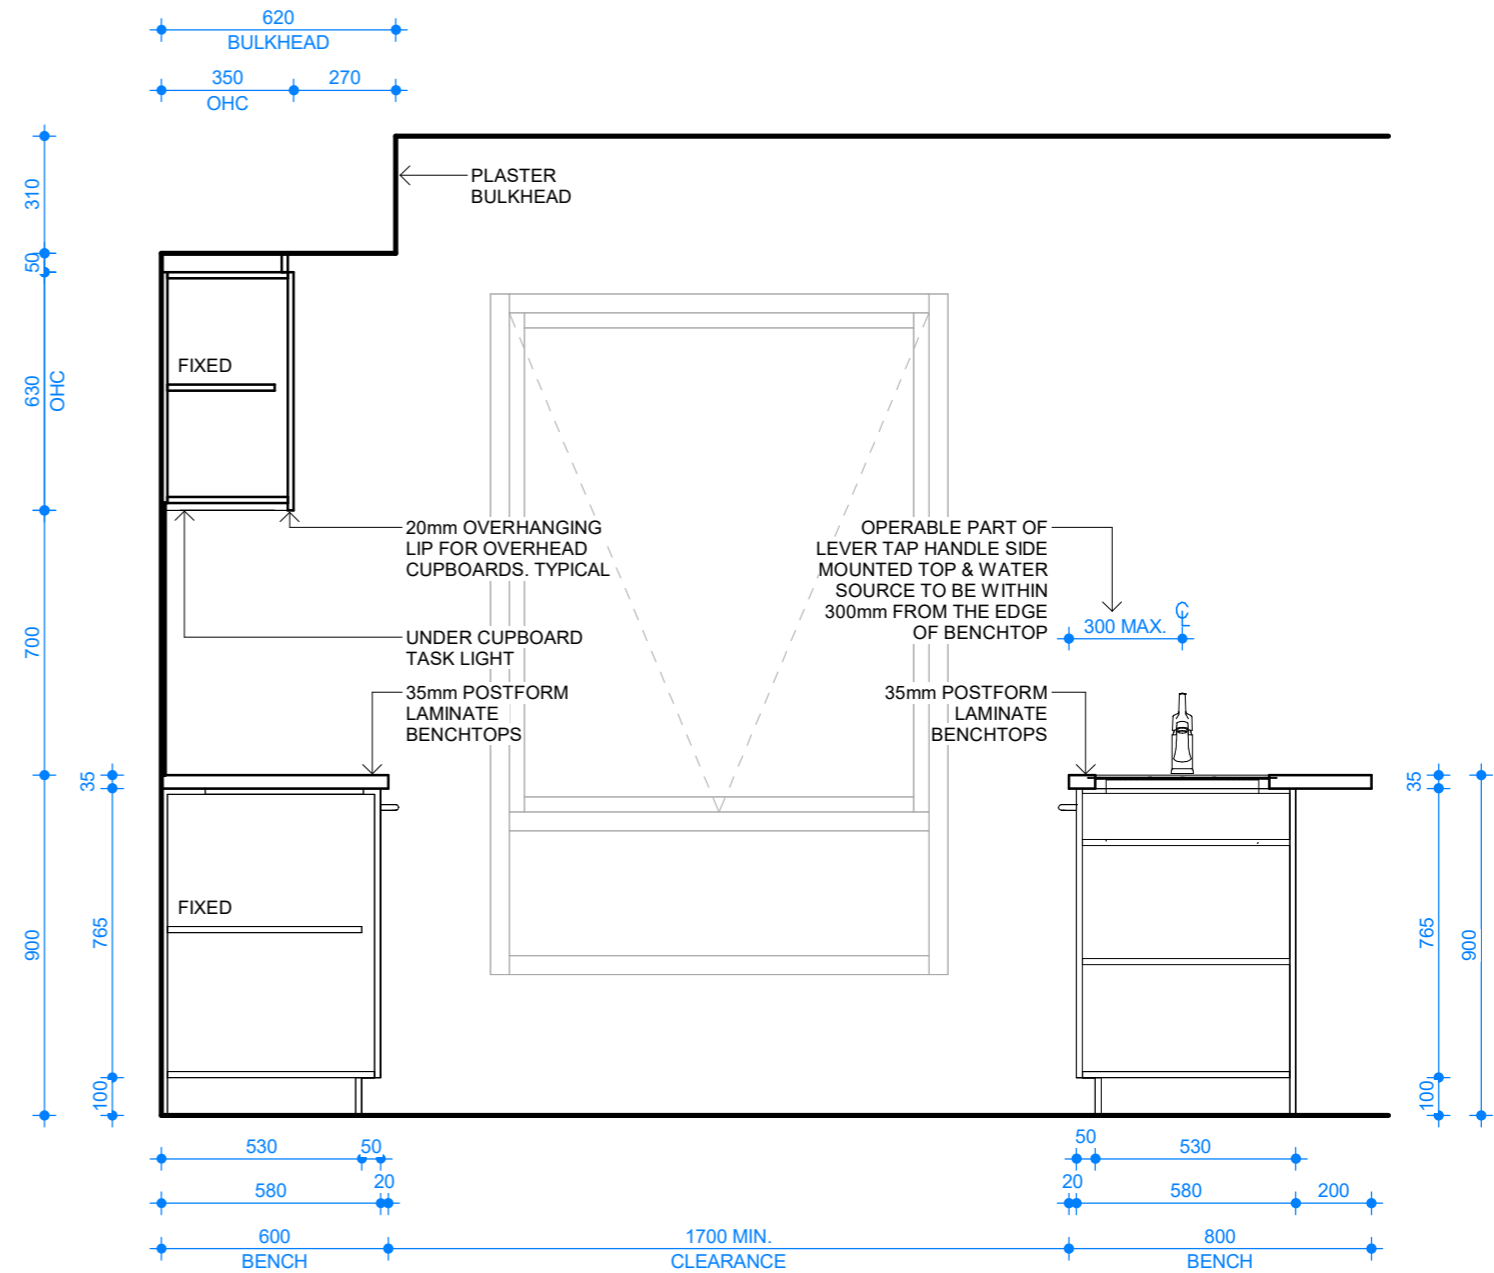 620
BULKHEAD
350
270
OHC
310
50
630
OHC
700
900
35
765
100
PLASTER
BULKHEAD
FIXED
20mm OVERHANGING
LIP FOR OVERHEAD
CUPBOARDS. TYPICAL
UNDER CUPBOARD
TASK LIGHT
35mm POSTFORM
LAMINATE
BENCHTOPS
OPERABLE PART OF
LEVER TAP HANDLE SIDE
MOUNTED TOP & WATER
SOURCE TO BE WITHIN
300mm FROM THE EDGE
OF BENCHTOP
300 MAX.
35mm POSTFORM
LAMINATE
BENCHTOPS
FIXED
35
765
100
900
530
50
580
20
600
BENCH
1700 MIN.
CLEARANCE
50
530
20
580
200
800
BENCH